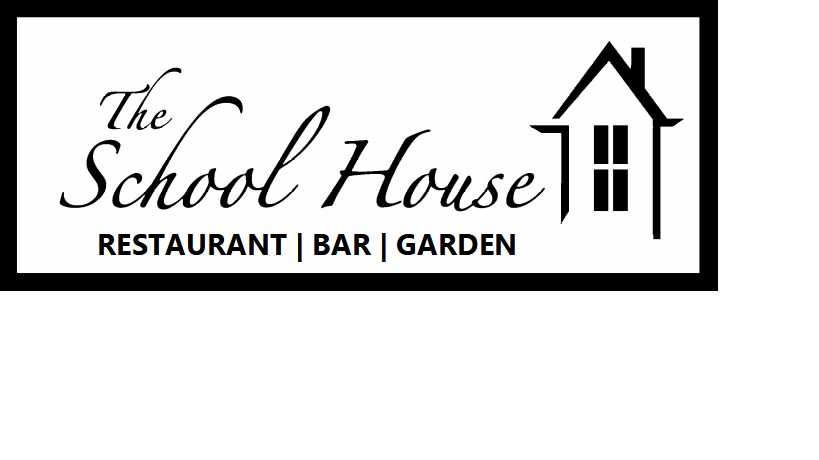 The
School House
RESTAURANT | BAR | GARDEN